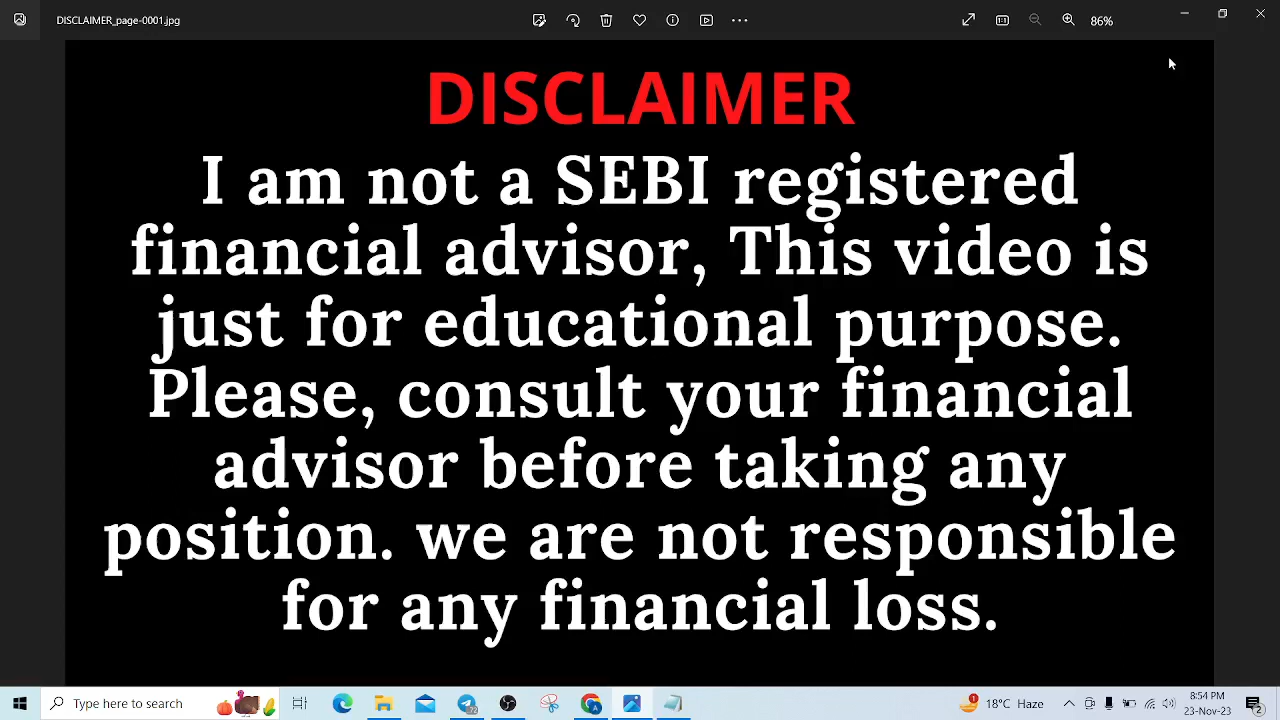 DISCLAIMER_page-0001.jpg
86%
DISCLAIMER
I am not a SEBI registered
financial advisor, This video is
just for educational purpose.
Please, consult your financial
advisor before taking any
position. we are not responsible
for any financial loss.
Type here to search
18°C Haze
8:54 PM
23-Nov-23